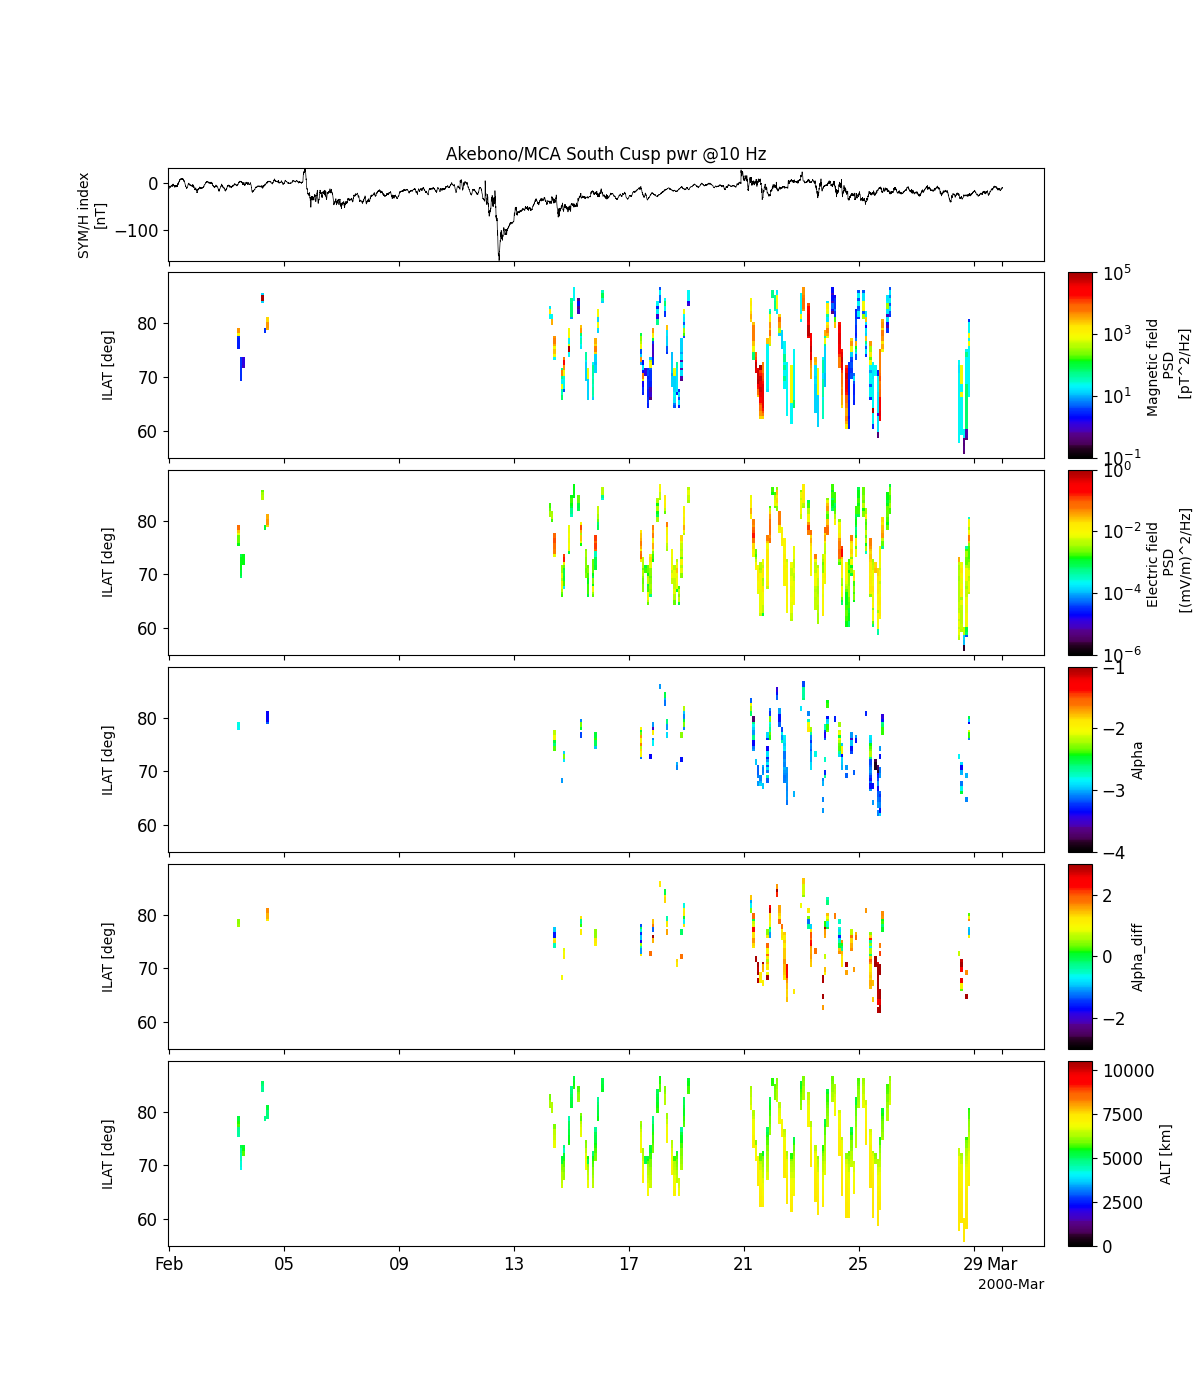 Akebono/MCA South Cusp pwr @10 Hz
SYM/H index
[nT]
0
−100
ILAT [deg]
80
70
60
10^5
10^3
10^1
10^−1
Magnetic field
PSD
[pT^2/Hz]
ILAT [deg]
80
70
60
10^0
10^−2
10^−4
10^−6
Electric field
PSD
[(mV/m)^2/Hz]
ILAT [deg]
80
70
60
−1
−2
−3
−4
Alpha
ILAT [deg]
80
70
60
2
0
−2
Alpha_diff
ILAT [deg]
80
70
60
10000
7500
5000
2500
0
ALT [km]
Feb 05 09 13 17 21 25 29 Mar
2000-Mar